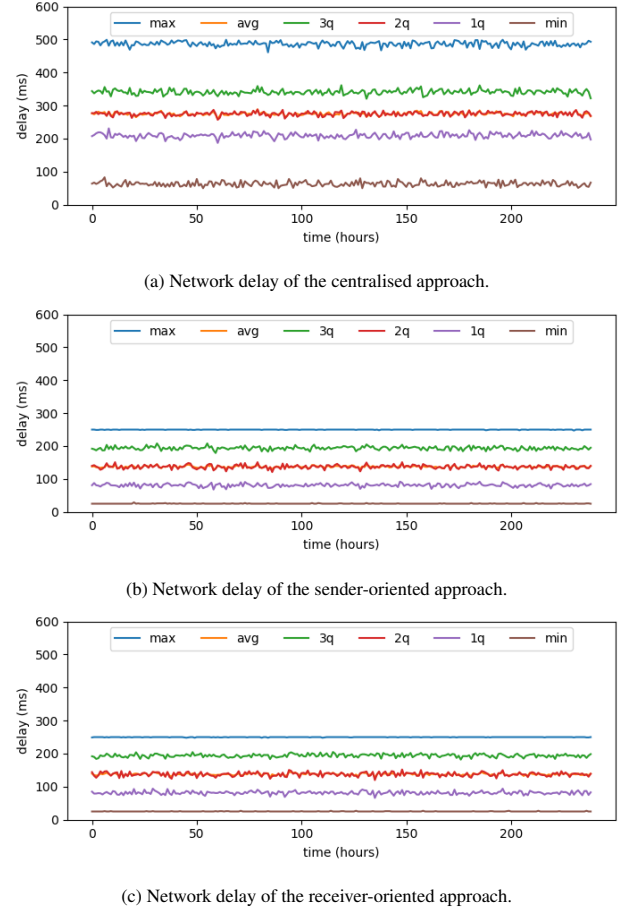 600
max avg 3q 2q 1q min
500
400
300
200
100
0
delay (ms)
0 50 100 150 200
time (hours)
(a) Network delay of the centralised approach.
600
max avg 3q 2q 1q min
500
400
300
200
100
0
delay (ms)
0 50 100 150 200
time (hours)
(b) Network delay of the sender-oriented approach.
600
max avg 3q 2q 1q min
500
400
300
200
100
0
delay (ms)
0 50 100 150 200
time (hours)
(c) Network delay of the receiver-oriented approach.